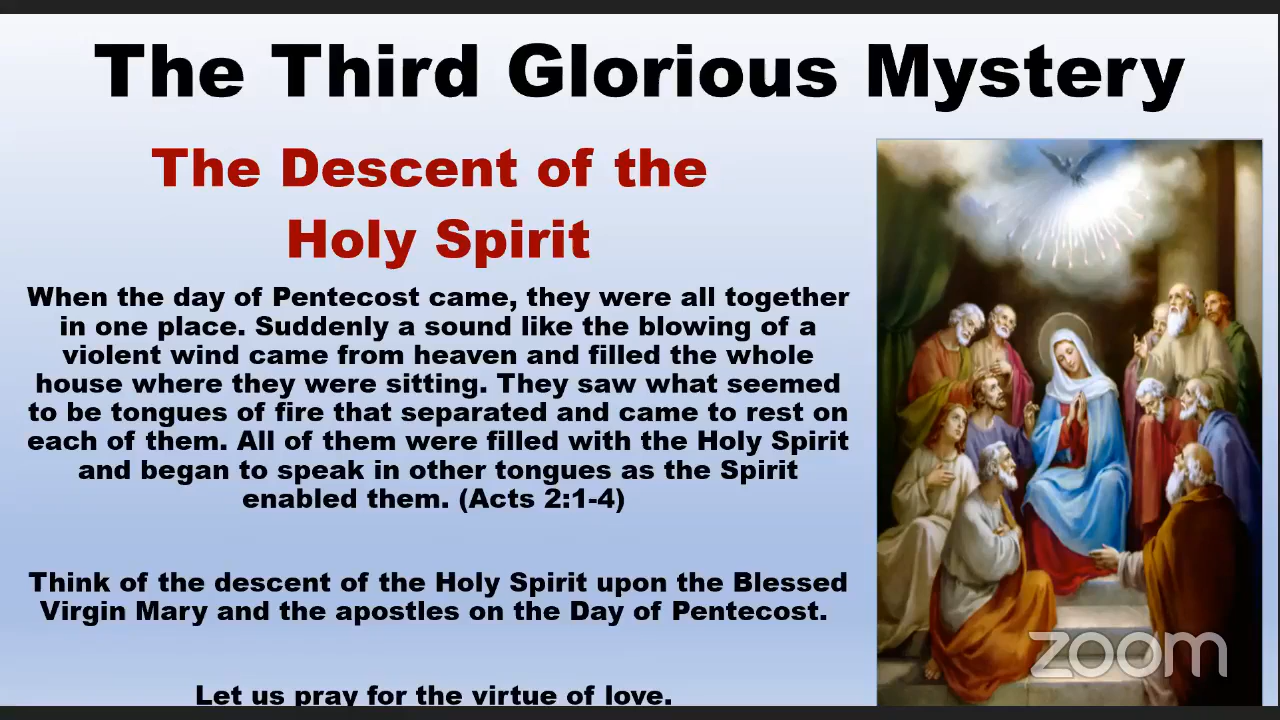 The Third Glorious Mystery
The Descent of the
Holy Spirit
When the day of Pentecost came, they were all together
in one place. Suddenly a sound like the blowing of a
violent wind came from heaven and filled the whole
house where they were sitting. They saw what seemed
to be tongues of fire that separated and came to rest on
each of them. All of them were filled with the Holy Spirit
and began to speak in other tongues as the Spirit
enabled them. (Acts 2:1-4)
Think of the descent of the Holy Spirit upon the Blessed
Virgin Mary and the apostles on the Day of Pentecost.
Let us pray for the virtue of love.
zoom